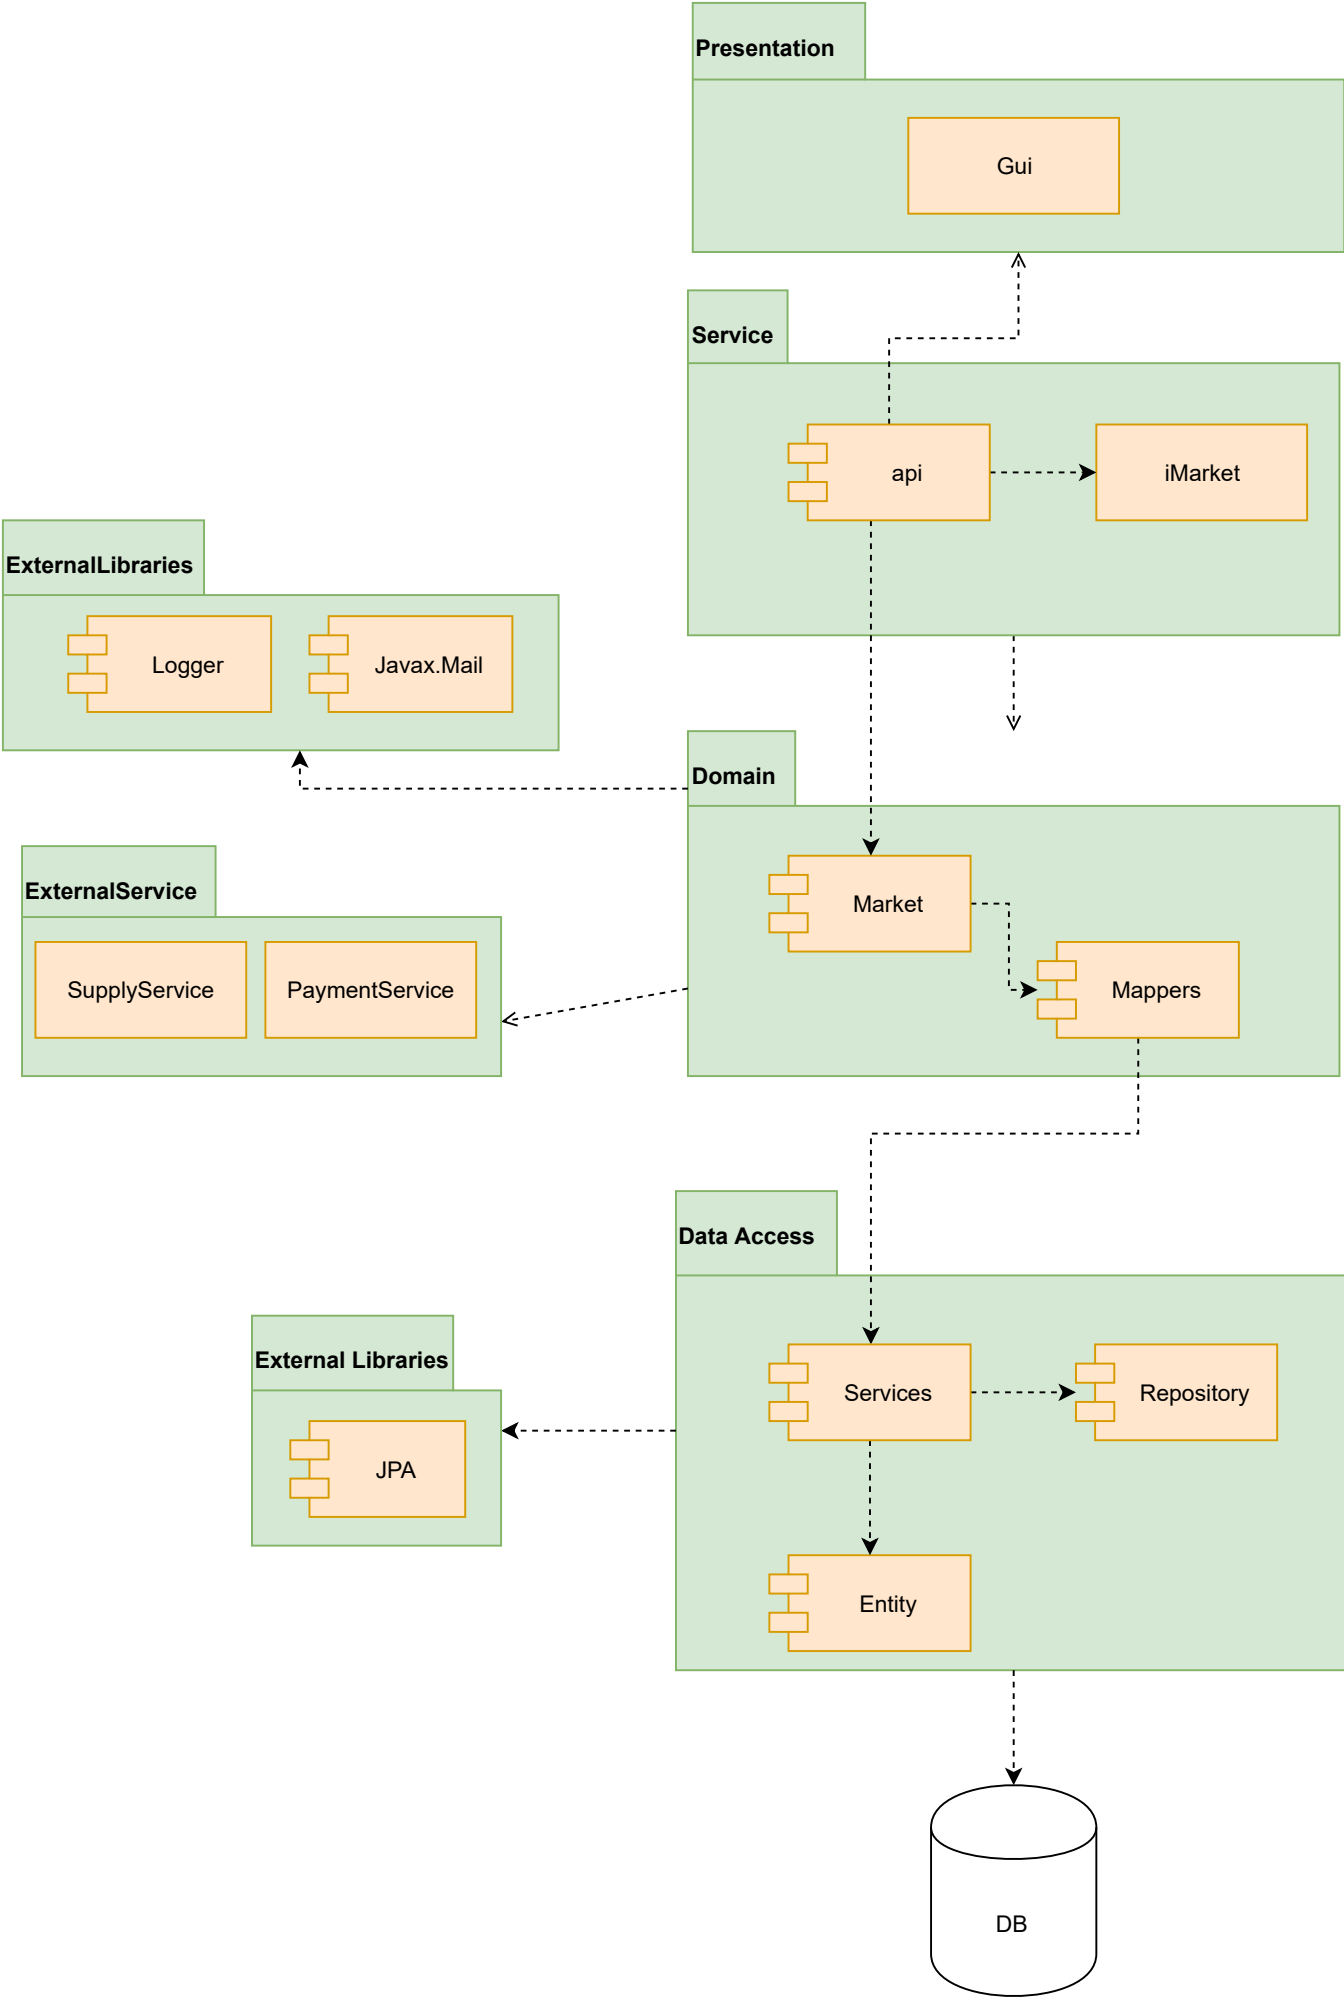 Presentation
Gui
Service
api
iMarket
ExternalLibraries
Logger
Javax.Mail
Domain
Market
Mappers
ExternalService
SupplyService
PaymentService
Data Access
Services
Repository
Entity
External Libraries
JPA
DB